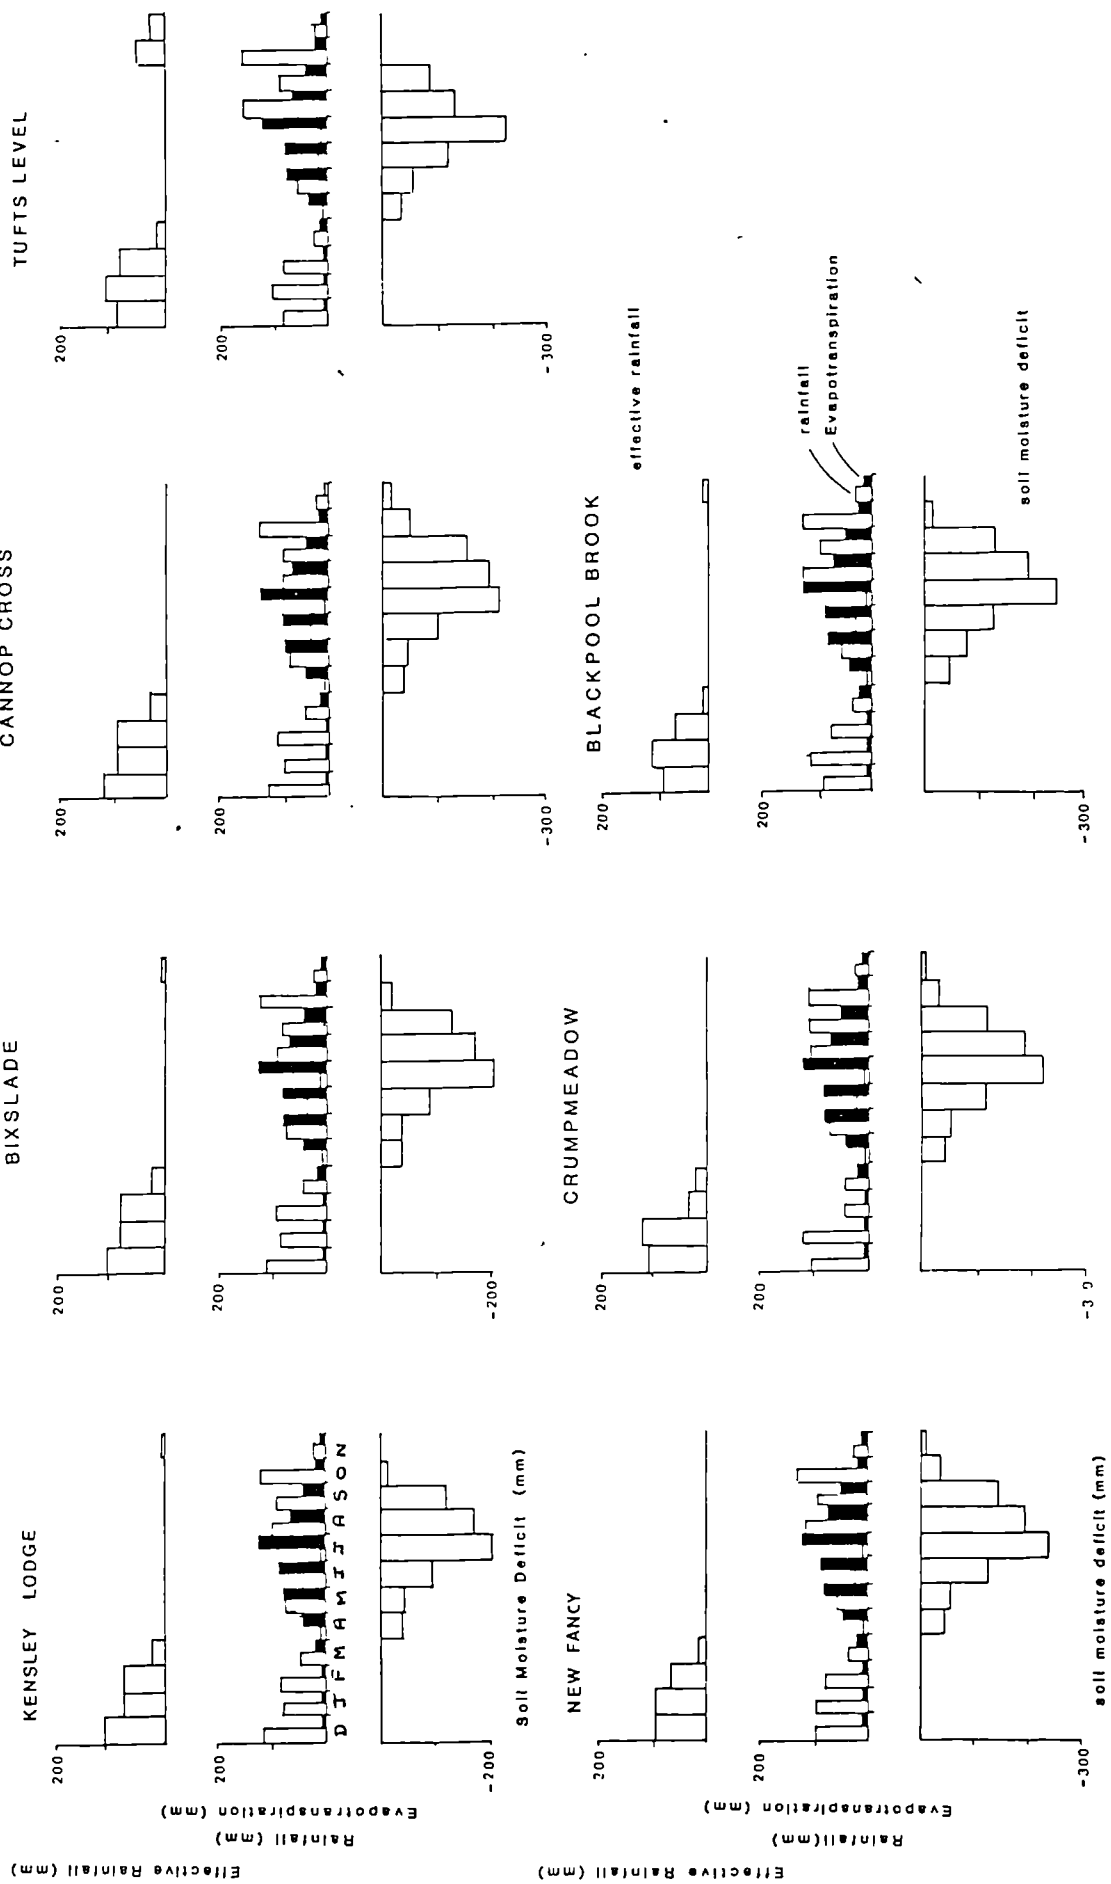 KENSLEY LODGE
BIXSLADE
CANNOP CROSS
TUFTS LEVEL
200
200
200
200
Effective Rainfall (mm)
200
200
200
200
Rainfall (mm)
Evapotranspiration (mm)
D J F M A M J J A S O N
-200
-200
-300
-300
Soil Moisture Deficit (mm)
NEW FANCY
CRUMPMEADOW
BLACKPOOL BROOK
200
200
200
effective rainfall
Effective Rainfall (mm)
200
200
200
rainfall
Evapotranspiration
Rainfall(mm)
Evapotranspiration (mm)
-300
-3 0
-300
soil moisture deficit
soil moisture deficit (mm)